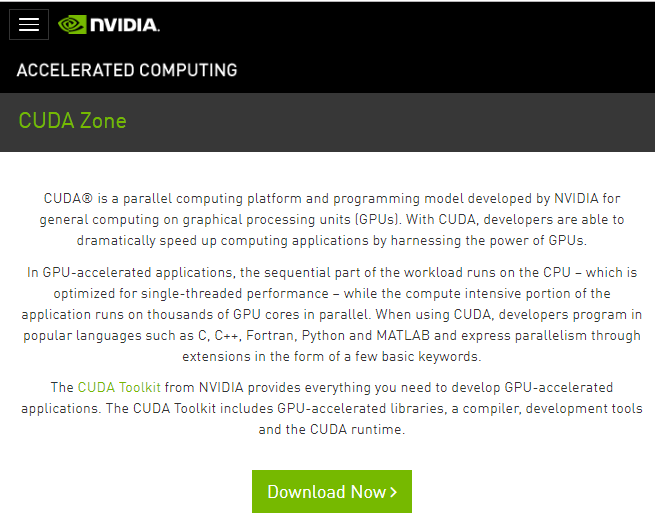 NVIDIA.
ACCELERATED COMPUTING
CUDA Zone
CUDA® is a parallel computing platform and programming model developed by NVIDIA for
general computing on graphical processing units (GPUs). With CUDA, developers are able to
dramatically speed up computing applications by harnessing the power of GPUs.
In GPU-accelerated applications, the sequential part of the workload runs on the CPU – which is
optimized for single-threaded performance – while the compute intensive portion of the
application runs on thousands of GPU cores in parallel. When using CUDA, developers program in
popular languages such as C, C++, Fortran, Python and MATLAB and express parallelism through
extensions in the form of a few basic keywords.
The CUDA Toolkit from NVIDIA provides everything you need to develop GPU-accelerated
applications. The CUDA Toolkit includes GPU-accelerated libraries, a compiler, development tools
and the CUDA runtime.
Download Now